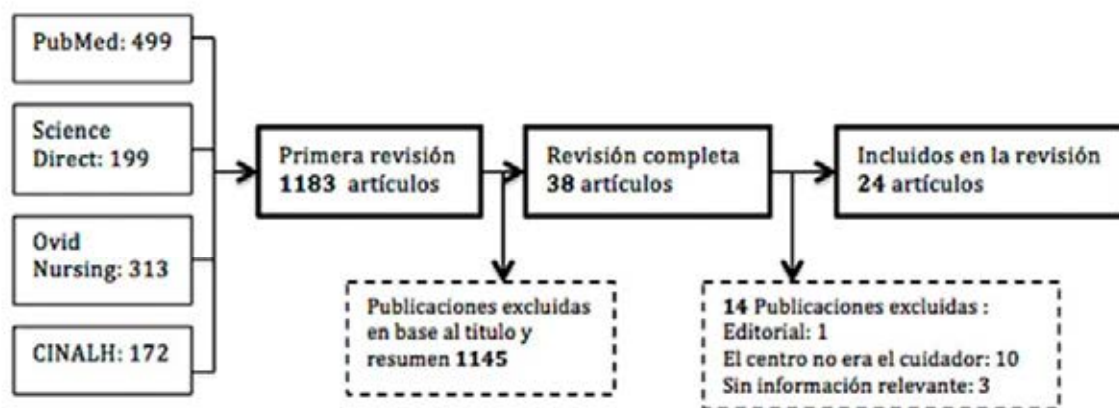 PubMed: 499
Science
Direct: 199
Ovid
Nursing: 313
CINALH: 172
Primera revisión
1183 artículos
Revisión completa
38 artículos
Incluidos en la revisión
24 artículos
Publicaciones excluidas
en base al titulo y
resumen 1145
14 Publicaciones excluidas :
Editorial: 1
El centro no era el cuidador: 10
Sin información relevante: 3